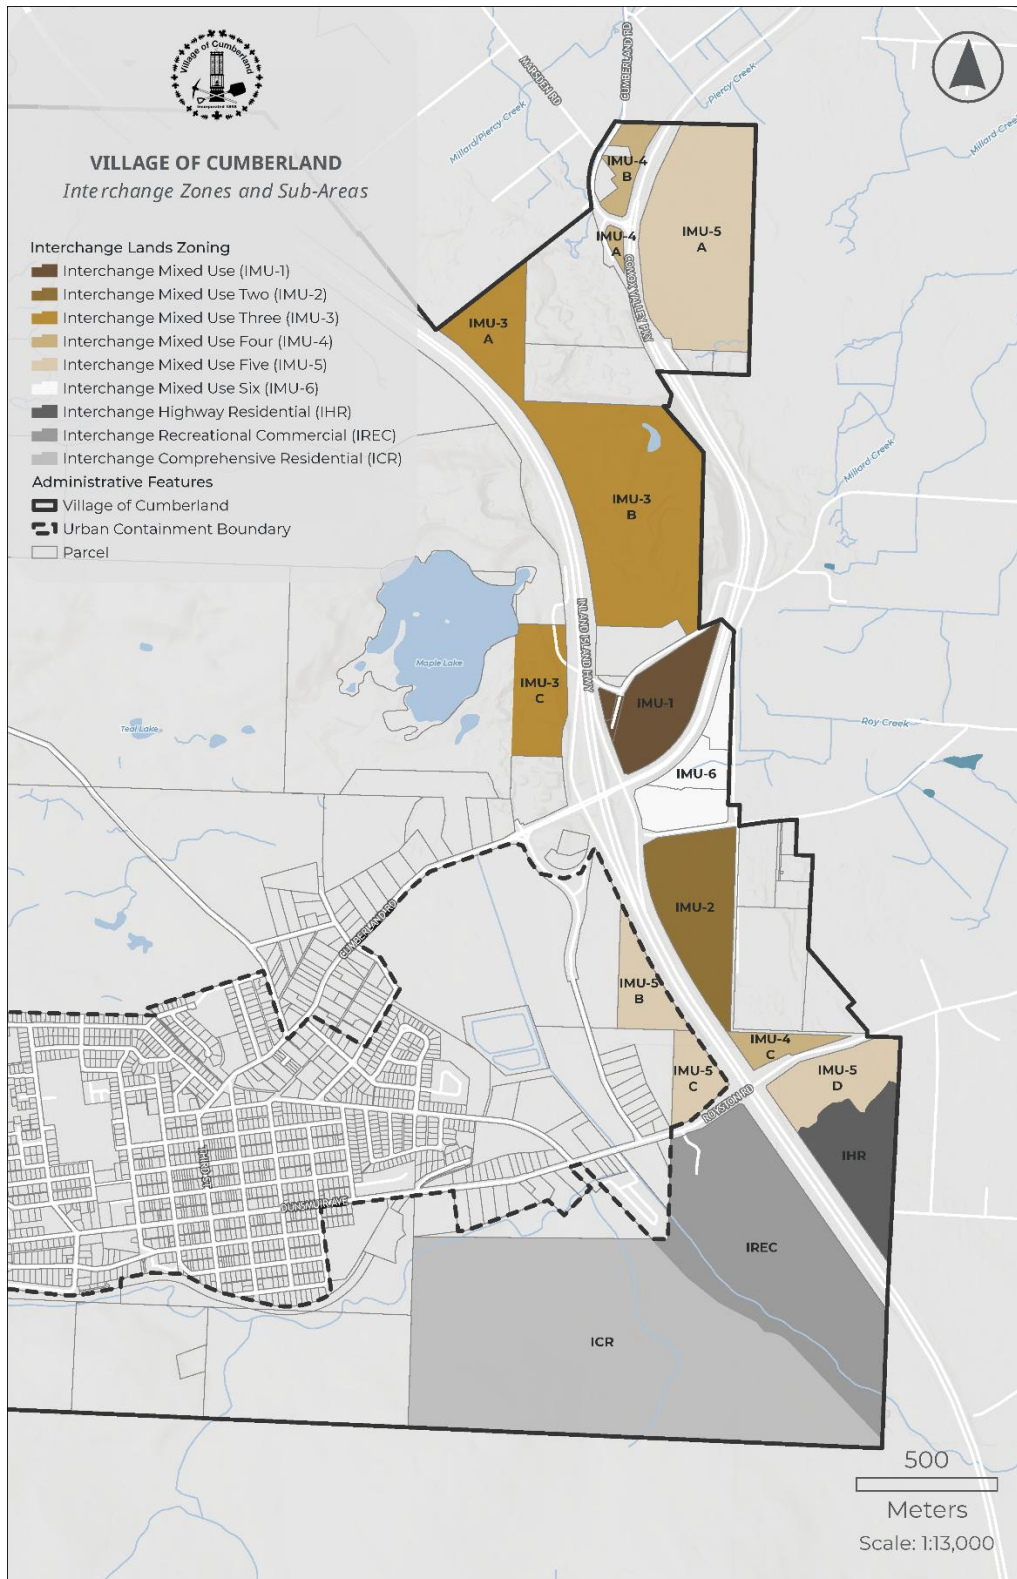 Village of Cumberland
Incorporated 1898
VILLAGE OF CUMBERLAND
Interchange Zones and Sub-Areas
Interchange Lands Zoning
Interchange Mixed Use (IMU-1)
Interchange Mixed Use Two (IMU-2)
Interchange Mixed Use Three (IMU-3)
Interchange Mixed Use Four (IMU-4)
Interchange Mixed Use Five (IMU-5)
Interchange Mixed Use Six (IMU-6)
Interchange Highway Residential (IHR)
Interchange Recreational Commercial (IREC)
Interchange Comprehensive Residential (ICR)
Administrative Features
Village of Cumberland
Urban Containment Boundary
Parcel
MARSDEN RD
CUMBERLAND RD
Piercy Creek
Millard/Piercy Creek
Millard Creek
IMU-4
B
IMU-4
A
IMU-5
A
COMOX VALLEY PKY
IMU-3
A
IMU-3
B
Millard Creek
INLAND ISLAND HWY
Maple Lake
IMU-3
C
IMU-1
Teal Lake
Roy Creek
IMU-6
IMU-2
CUMBERLAND RD
IMU-5
B
IMU-4
C
IMU-5
C
IMU-5
D
ROYSTON RD
THIRD ST
IHR
DUNSMUIR AVE
IREC
ICR
500
Meters
Scale: 1:13,000